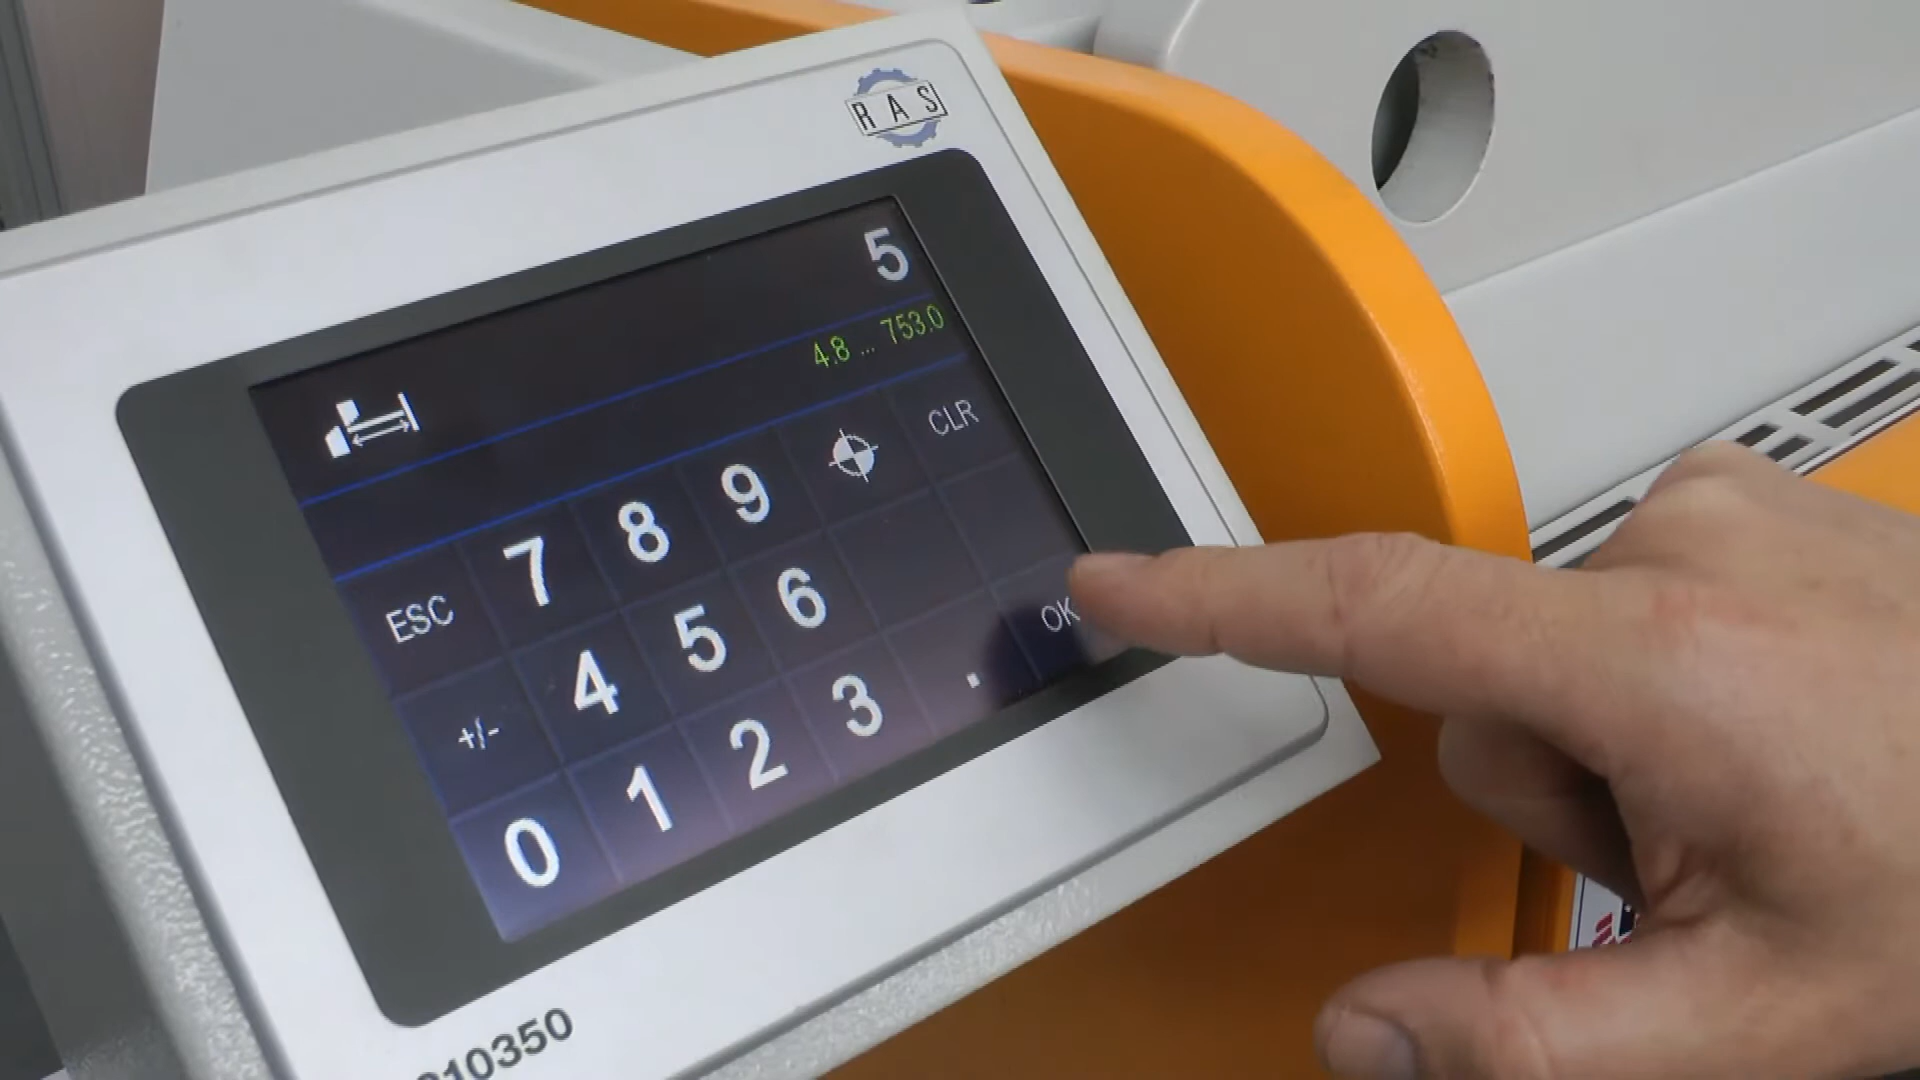 RAS
5
4.8 ... 753.0
CLR
ESC 7 8 9
+/- 4 5 6
0 1 2 3 . OK
10350